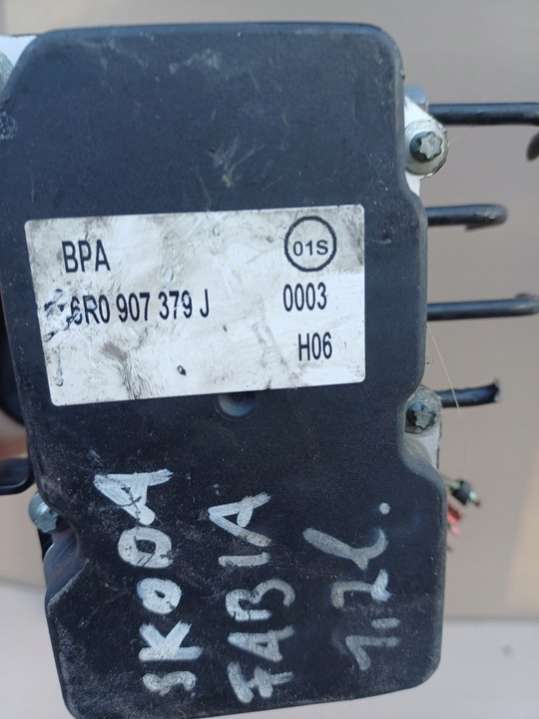 BPA 01S
6R0 907 379 J 0003
H06
SKODA
FABIA
1.2L.